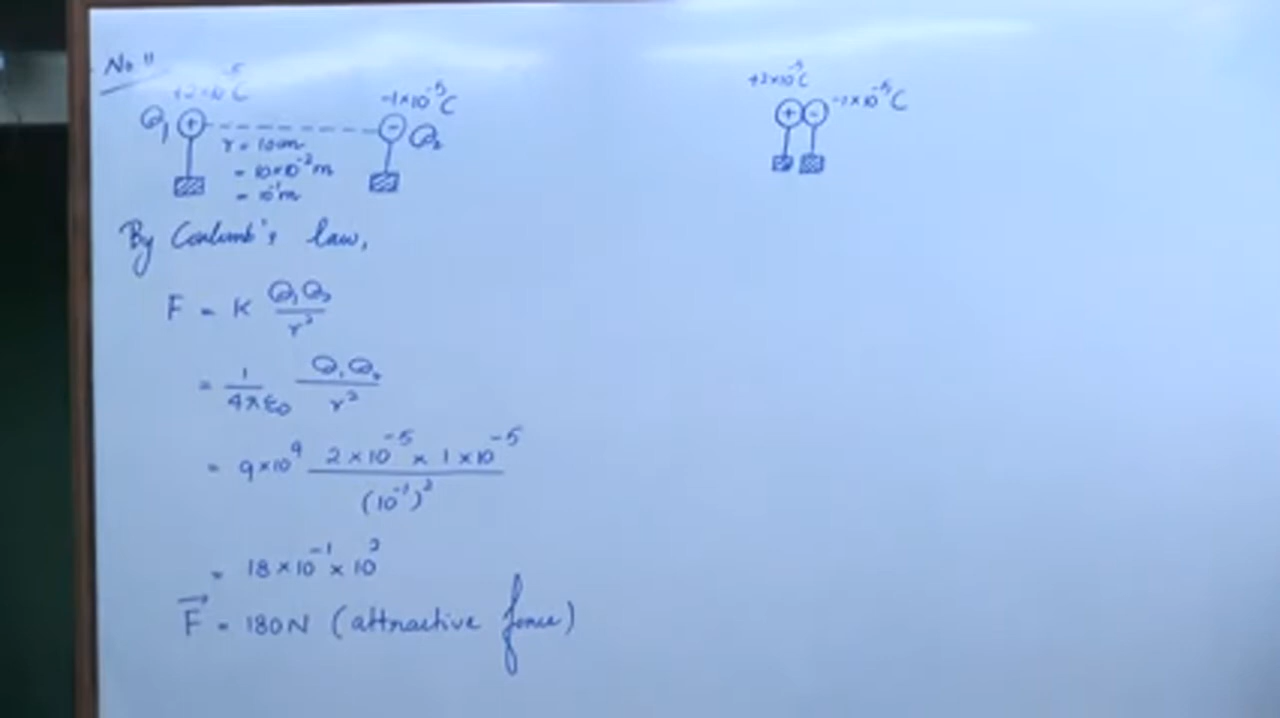 No 11
+2×10⁻⁵C
-1×10⁻⁵C
Q₁ + - Q₂
r = 10cm
= 10×10⁻²m
= 10⁻¹m
+2×10⁻⁵C
+ - -1×10⁻⁵C
By Coulumb's law,
F = K Q₁Q₂/r²
= 1/4πε₀ Q₁Q₂/r²
= 9×10⁹ 2×10⁻⁵ × 1×10⁻⁵/(10⁻¹)²
= 18×10⁻¹×10²
F⃗ = 180N (attractive force)